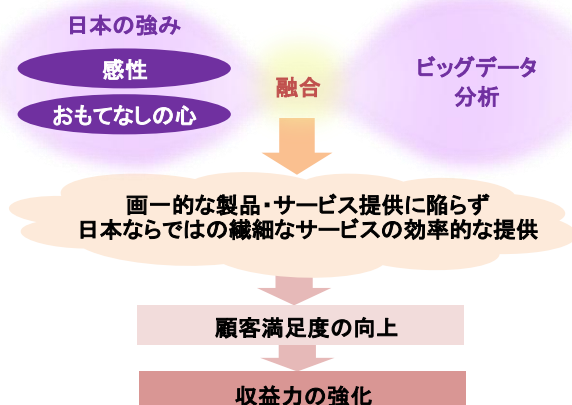 日本の強み
感性
おもてなしの心
融合
ビッグデータ
分析
画一的な製品・サービス提供に陥らず
日本ならではの繊細なサービスの効率的な提供
顧客満足度の向上
収益力の強化